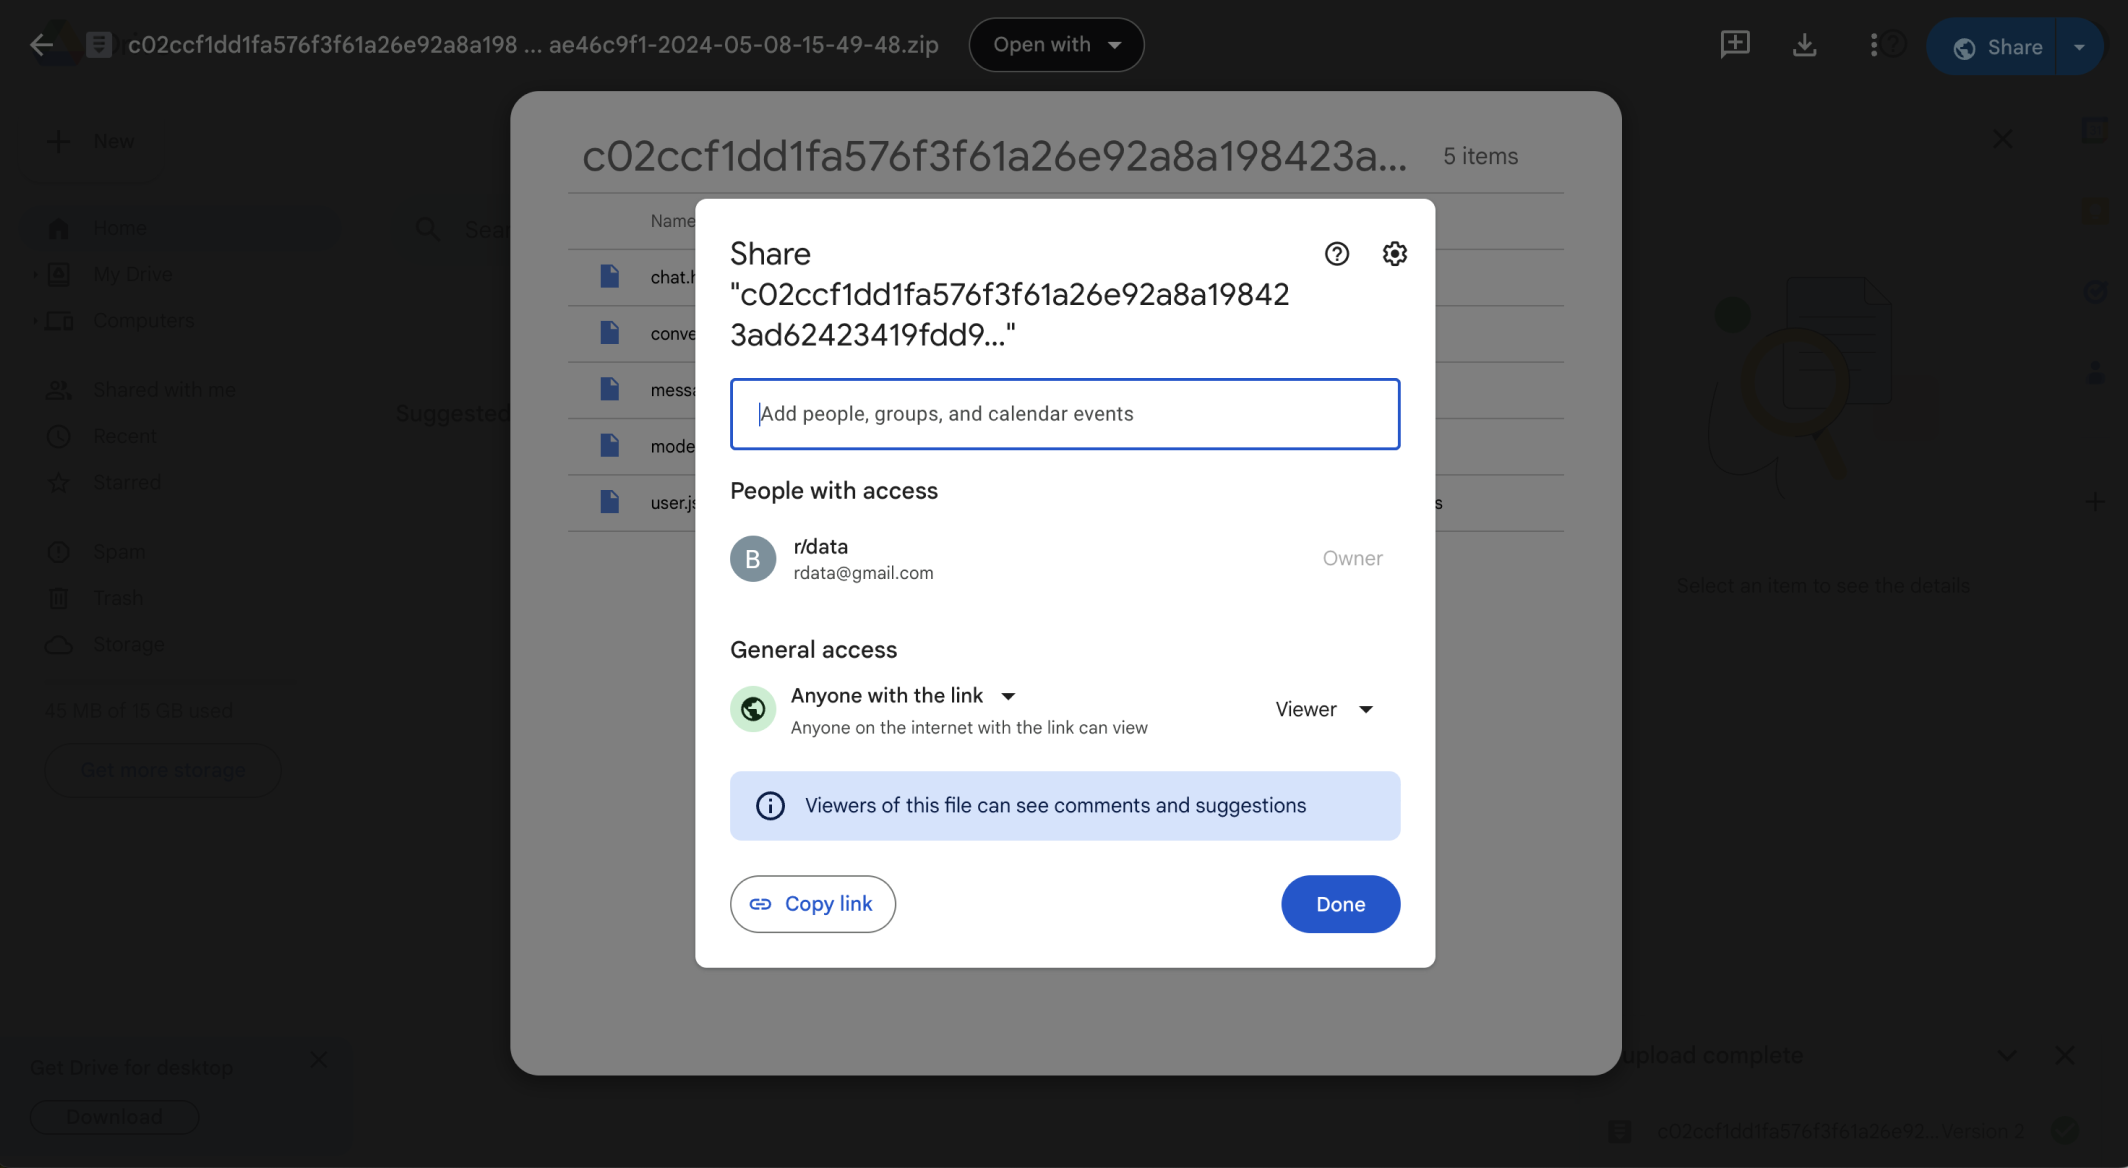 c02ccf1dd1fa576f3f61a26e92a8a198 ... ae46c9f1-2024-05-08-15-49-48.zip
Open with
Share
New
Home
My Drive
Computers
Shared with me
Recent
Starred
Spam
Trash
Storage
45 MB of 15 GB used
Get more storage
Get Drive for desktop
Download
Suggested
c02ccf1dd1fa576f3f61a26e92a8a198423a...
5 items
Name
chat.h
conve
messa
mode
user.js
Share
"c02ccf1dd1fa576f3f61a26e92a8a19842
3ad62423419fdd9..."
Add people, groups, and calendar events
People with access
B
r/data
rdata@gmail.com
Owner
General access
Anyone with the link
Anyone on the internet with the link can view
Viewer
Viewers of this file can see comments and suggestions
Copy link
Done
Select an item to see the details
upload complete
c02ccf1dd1fa576f3f61a26e92... Version 2